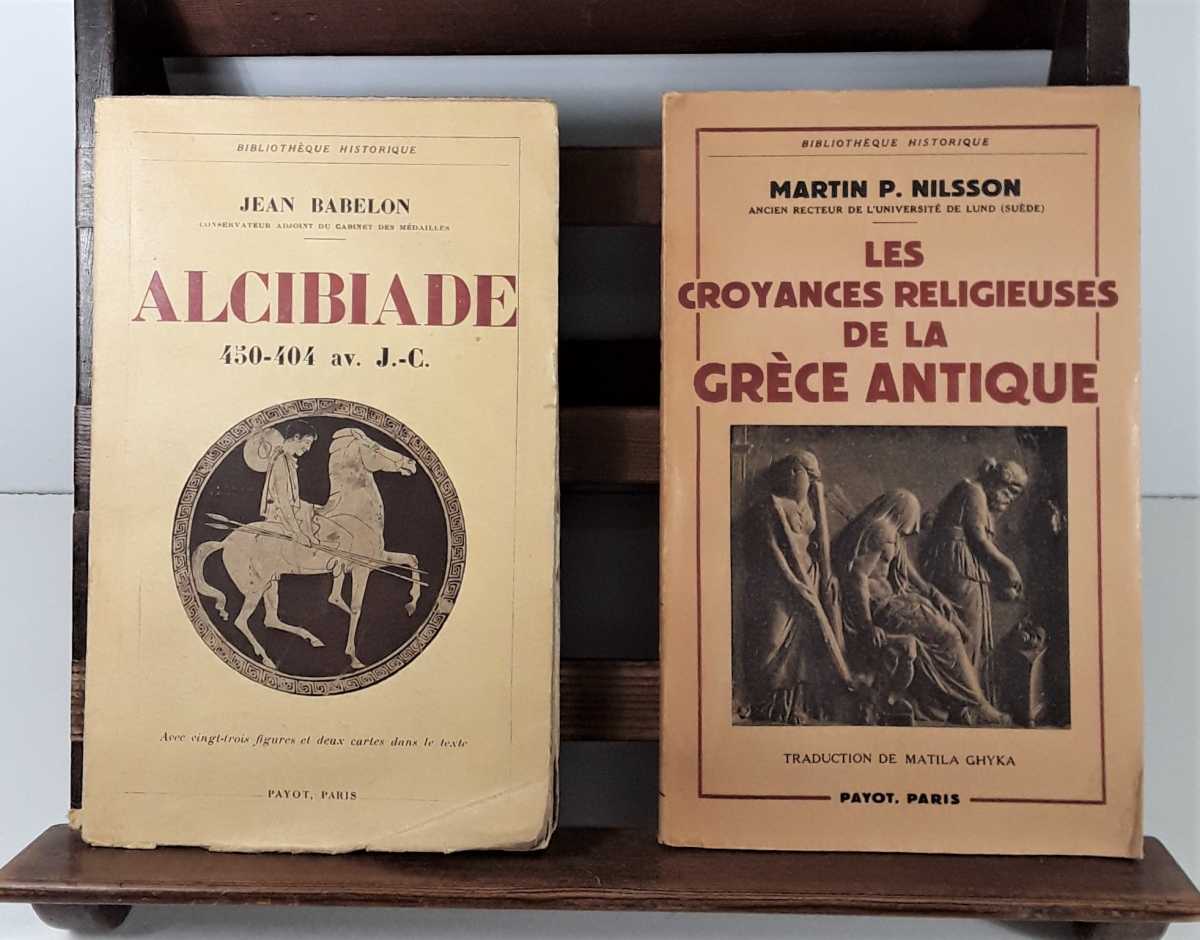 BIBLIOTHÈQUE HISTORIQUE
JEAN BABELON
CONSERVATEUR ADJOINT DU CABINET DES MÉDAILLES
ALCIBIADE
450-404 av. J.-C.
Avec vingt-trois figures et deux cartes dans le texte
PAYOT, PARIS
BIBLIOTHÈQUE HISTORIQUE
MARTIN P. NILSSON
ANCIEN RECTEUR DE L'UNIVERSITÉ DE LUND (SUÈDE)
LES
CROYANCES RELIGIEUSES
DE LA
GRÈCE ANTIQUE
TRADUCTION DE MATILA GHYKA
PAYOT, PARIS